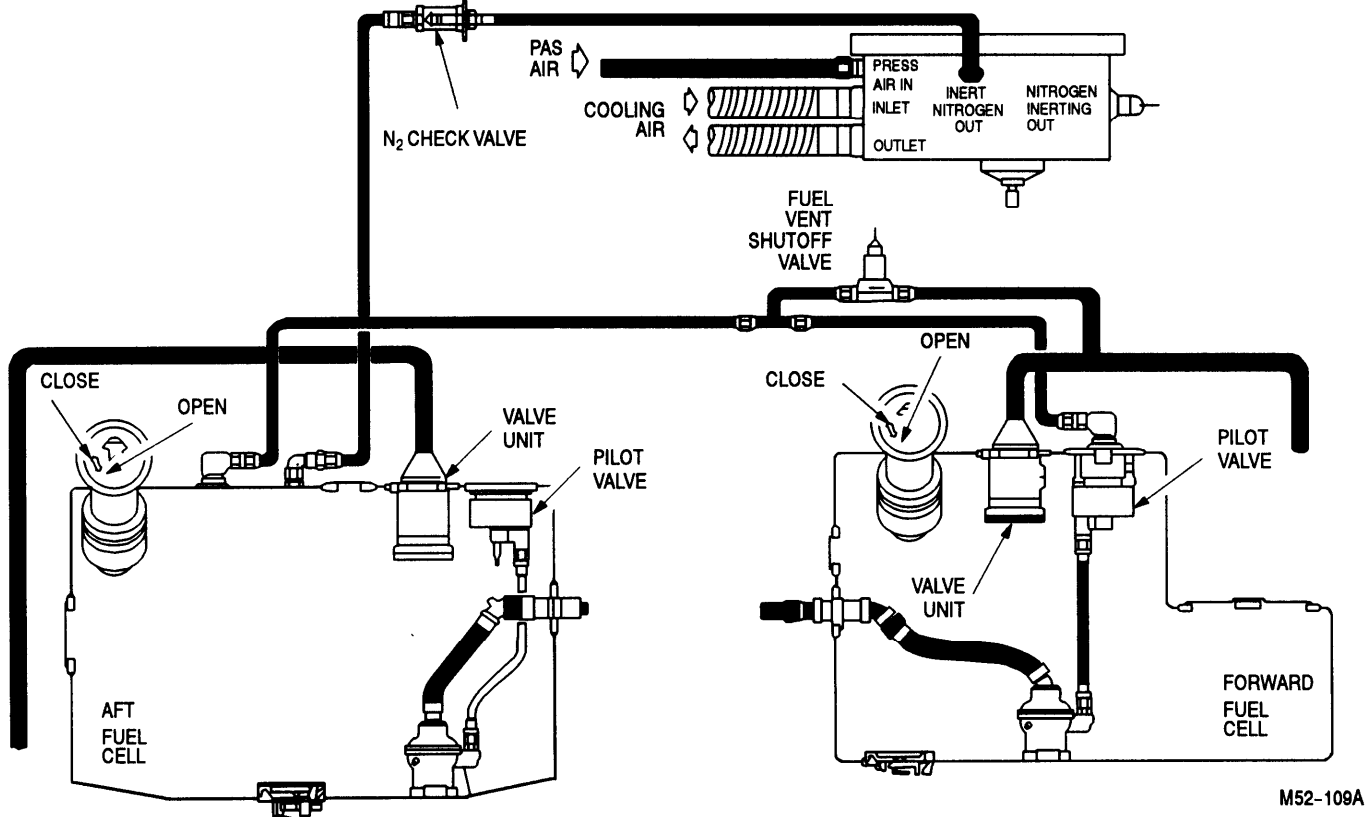 PAS
AIR
N₂ CHECK VALVE
COOLING
AIR
PRESS
AIR IN
INLET
OUTLET
INERT
NITROGEN
OUT
NITROGEN
INERTING
OUT
FUEL
VENT
SHUTOFF
VALVE
CLOSE
OPEN
VALVE
UNIT
PILOT
VALVE
AFT
FUEL
CELL
CLOSE
OPEN
E
PILOT
VALVE
VALVE
UNIT
FORWARD
FUEL
CELL
M52-109A